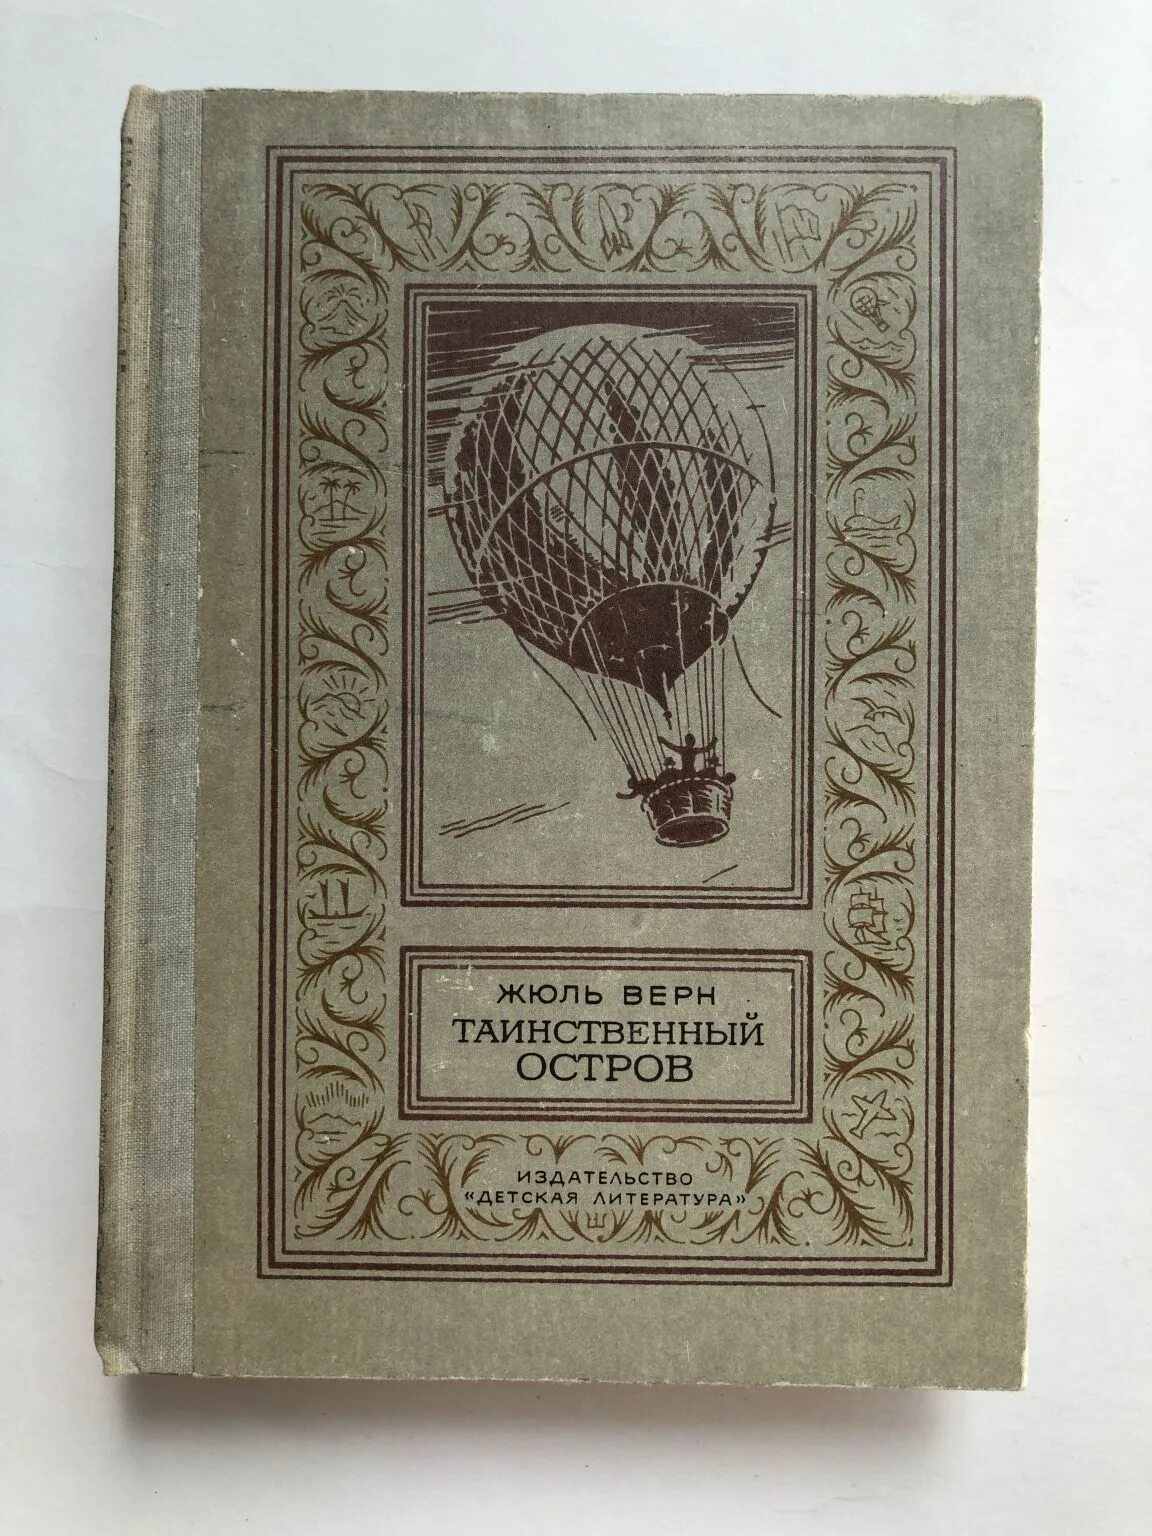 ЖЮЛЬ ВЕРН
ТАИНСТВЕННЫЙ
ОСТРОВ
ИЗДАТЕЛЬСТВО
«ДЕТСКАЯ ЛИТЕРАТУРА»